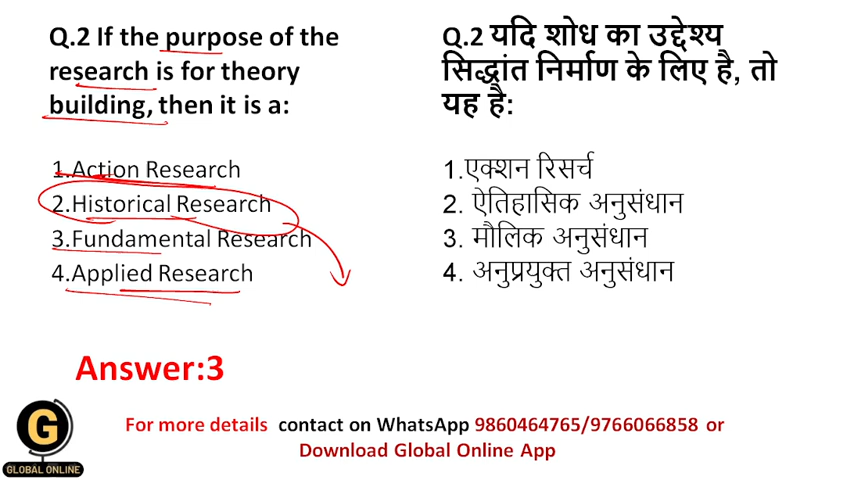 Q.2 If the purpose of the
research is for theory
building, then it is a:
1.Action Research
2.Historical Research
3.Fundamental Research
4.Applied Research
Q.2 यदि शोध का उद्देश्य
सिद्धांत निर्माण के लिए है, तो
यह है:
1.एक्शन रिसर्च
2. ऐतिहासिक अनुसंधान
3. मौलिक अनुसंधान
4. अनुप्रयुक्त अनुसंधान
Answer:3
G
GLOBAL ONLINE
For more details contact on WhatsApp 9860464765/9766066858 or
Download Global Online App